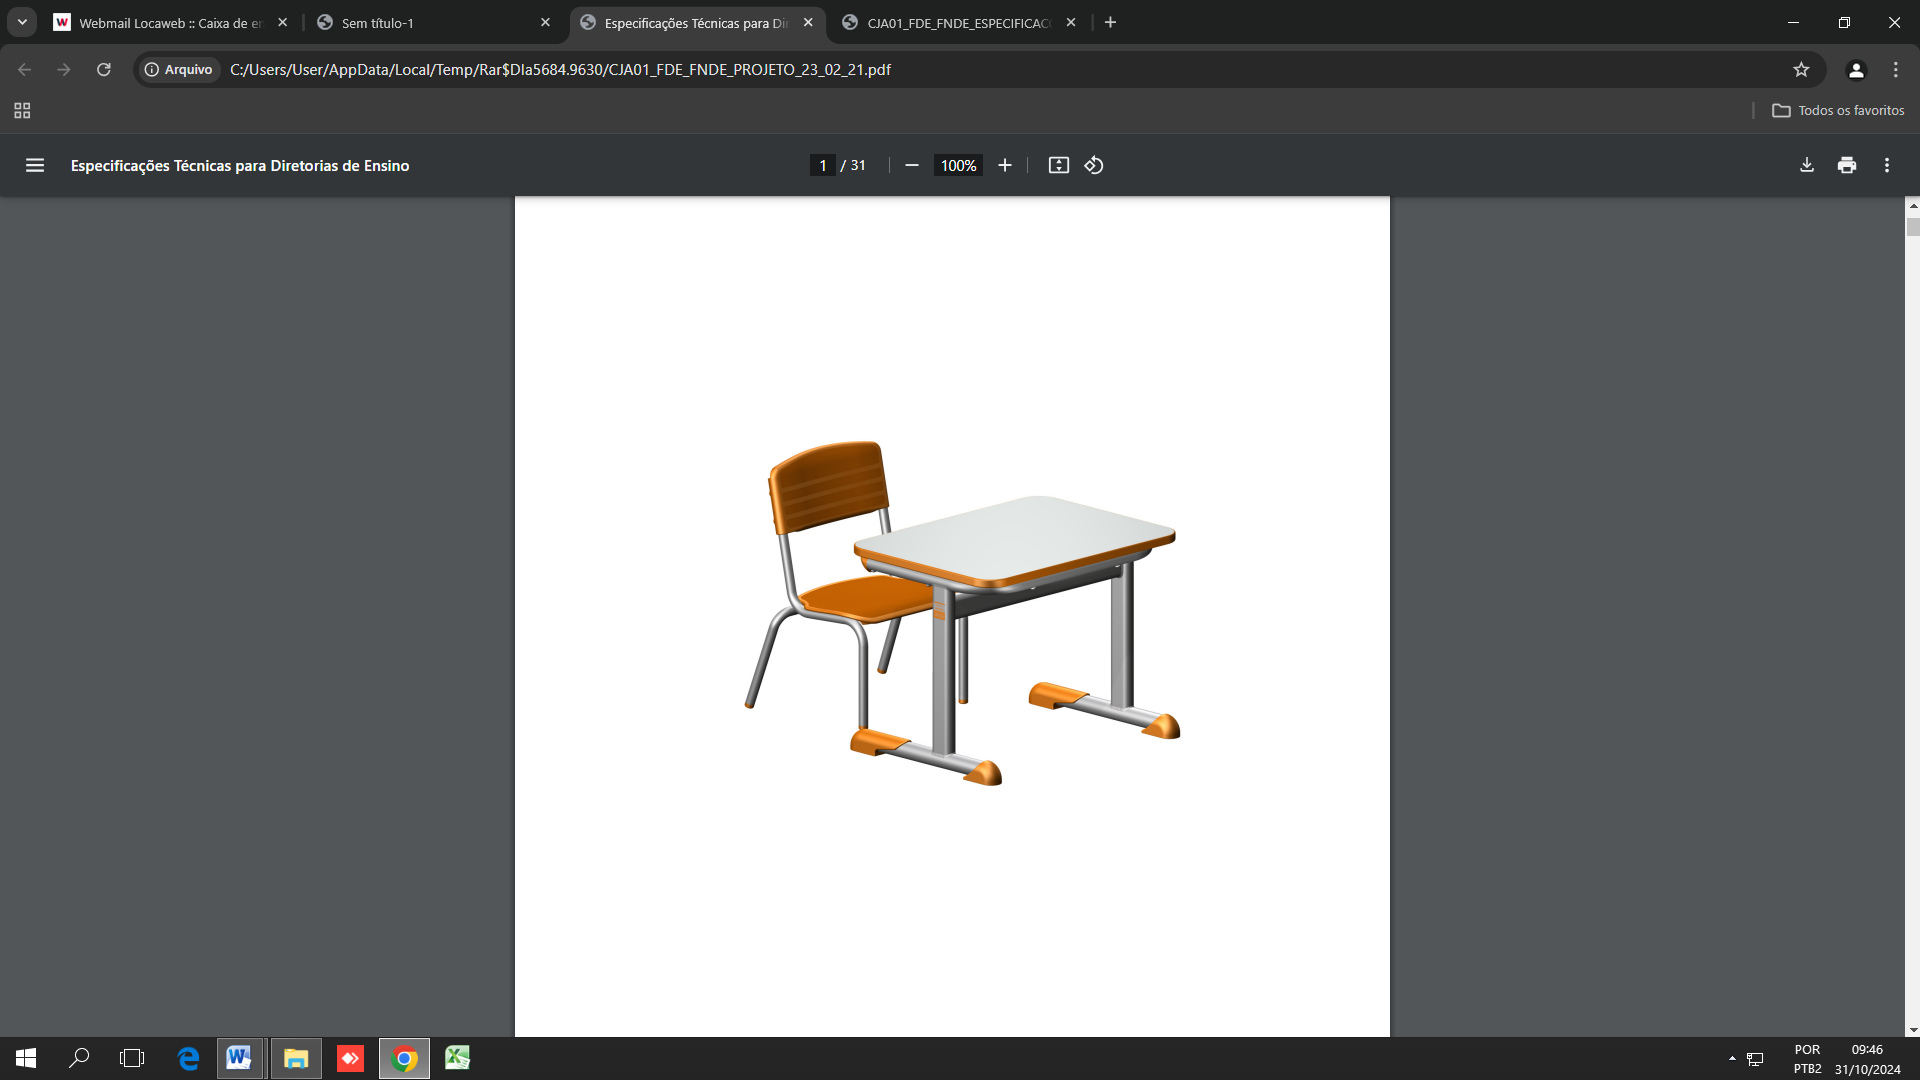 Webmail Locaweb :: Caixa de en
Sem título-1
Especificações Técnicas para Di
CJA01_FDE_FNDE_ESPECIFICAC
Arquivo
C:/Users/User/AppData/Local/Temp/Rar$DIa5684.9630/CJA01_FDE_FNDE_PROJETO_23_02_21.pdf
Todos os favoritos
Especificações Técnicas para Diretorias de Ensino
1 / 31
100%
POR
09:46
PTB2
31/10/2024